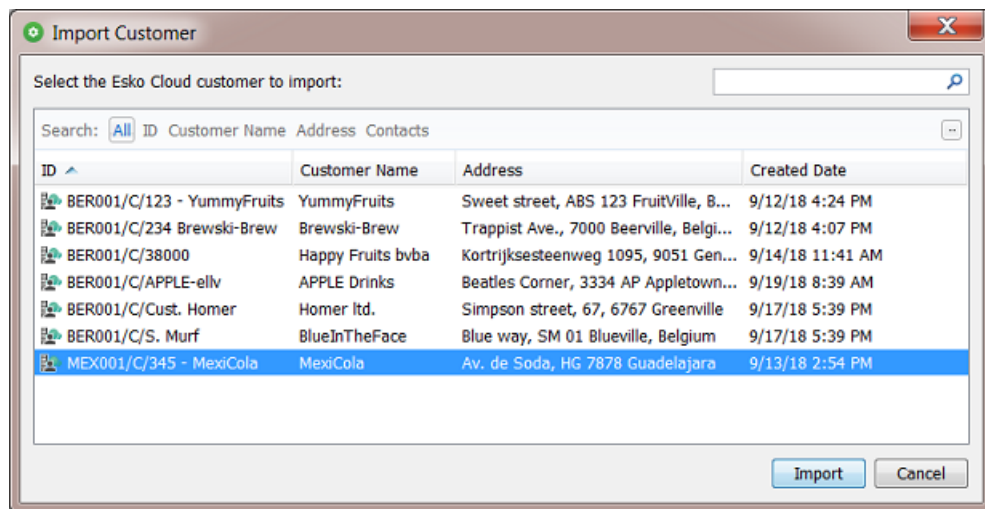 Import Customer
X
Select the Esko Cloud customer to import:
Search: All ID Customer Name Address Contacts
ID Customer Name Address Created Date
BER001/C/123 - YummyFruits YummyFruits Sweet street, ABS 123 FruitVille, B... 9/12/18 4:24 PM
BER001/C/234 Brewski-Brew Brewski-Brew Trappist Ave., 7000 Beerville, Belgi... 9/12/18 4:07 PM
BER001/C/38000 Happy Fruits bvba Kortrijksesteenweg 1095, 9051 Gen... 9/14/18 11:41 AM
BER001/C/APPLE-ellv APPLE Drinks Beatles Corner, 3334 AP Appletown... 9/19/18 8:39 AM
BER001/C/Cust. Homer Homer ltd. Simpson street, 67, 6767 Greenville 9/17/18 5:39 PM
BER001/C/S. Murf BlueInTheFace Blue way, SM 01 Blueville, Belgium 9/17/18 5:39 PM
MEX001/C/345 - MexiCola MexiCola Av. de Soda, HG 7878 Guadelajara 9/13/18 2:54 PM
Import Cancel